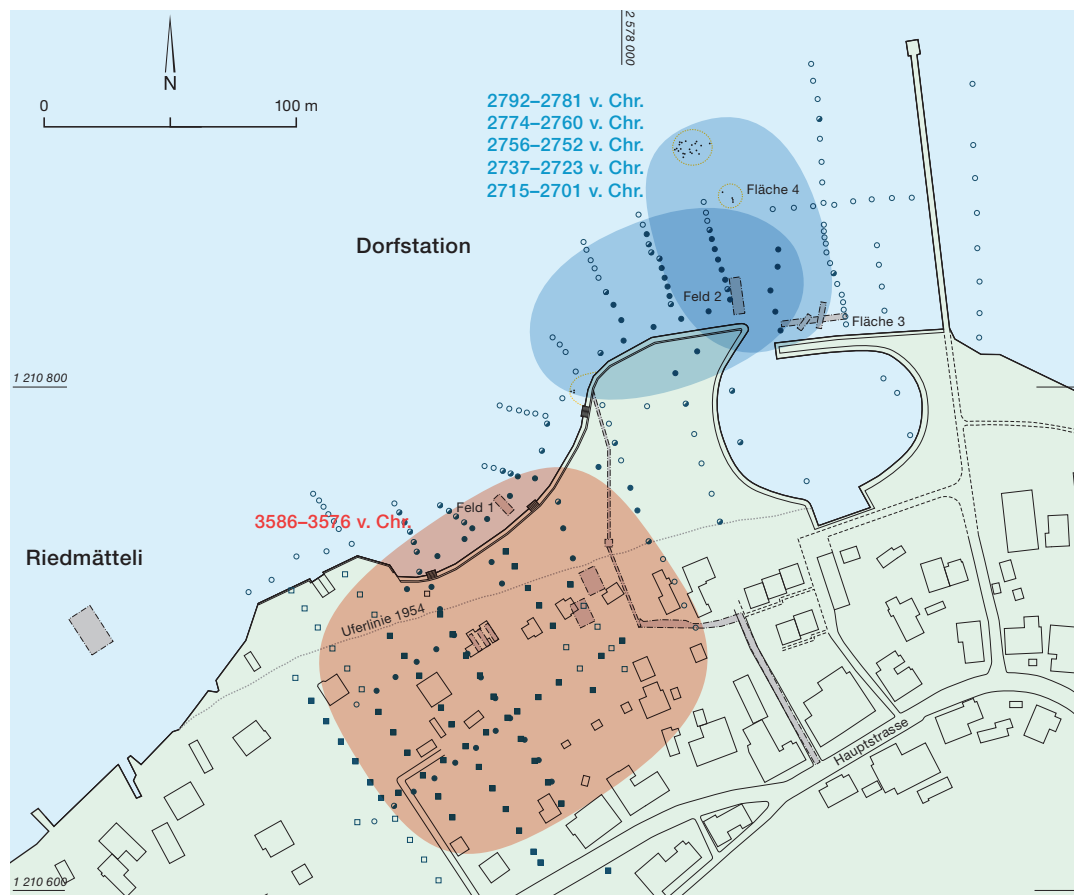 2 578 000
N
0 100 m
2792–2781 v. Chr.
2774–2760 v. Chr.
2756–2752 v. Chr.
2737–2723 v. Chr.
2715–2701 v. Chr.
Fläche 4
Dorfstation
Feld 2
Fläche 3
1 210 800
Feld 1
3586–3576 v. Chr.
Riedmätteli
Uferlinie 1954
Hauptstrasse
1 210 600